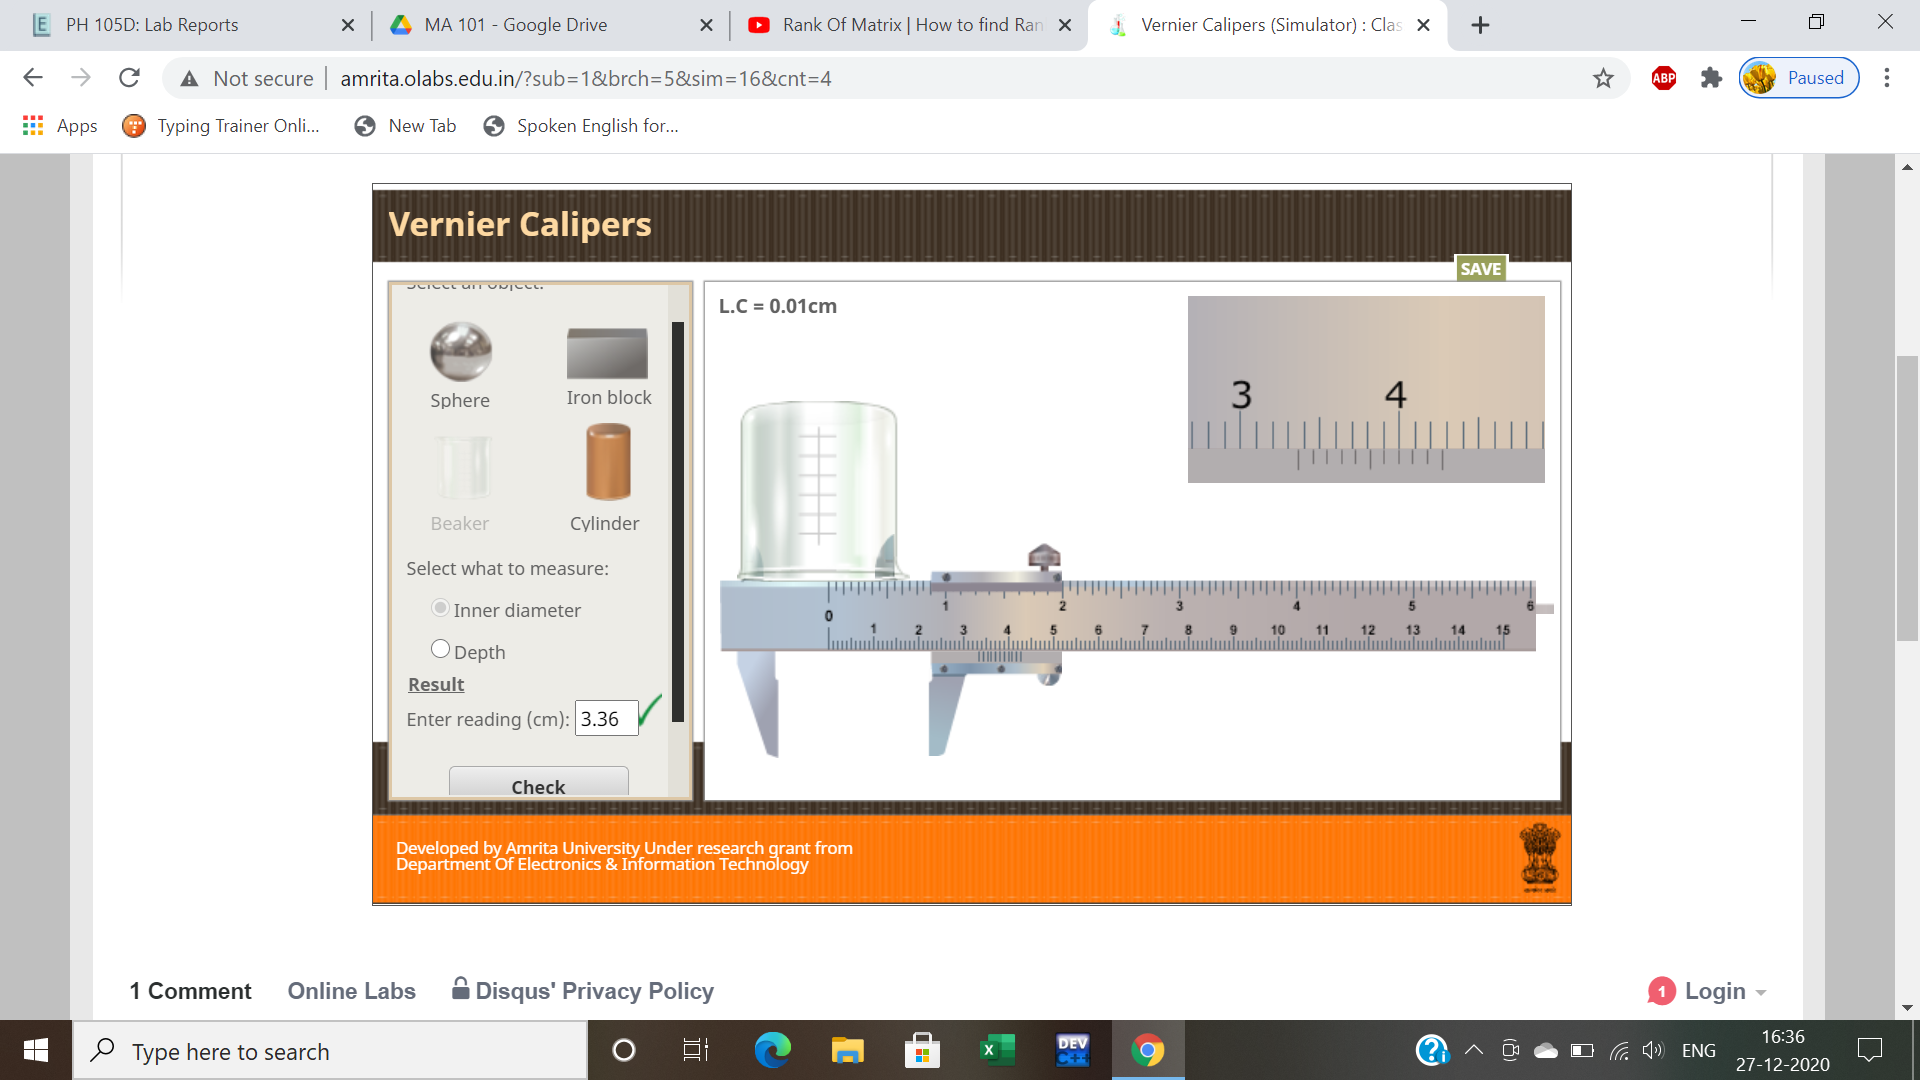 PH 105D: Lab Reports
MA 101 - Google Drive
Rank Of Matrix | How to find Ran
Vernier Calipers (Simulator) : Clas
Not secure
amrita.olabs.edu.in/?sub=1&brch=5&sim=16&cnt=4
ABP
Paused
Apps
Typing Trainer Onli...
New Tab
Spoken English for...
Vernier Calipers
SAVE
Select an object:
Sphere
Iron block
Beaker
Cylinder
Select what to measure:
Inner diameter
Depth
Result
Enter reading (cm): 3.36
Check
L.C = 0.01cm
3 4
0 1 2 3 4 5 6
1 2 3 4 5 6 7 8 9 10 11 12 13 14 15
Developed by Amrita University Under research grant from
Department Of Electronics & Information Technology
1 Comment
Online Labs
Disqus' Privacy Policy
1
Login
Type here to search
DEV
C++
ENG
16:36
27-12-2020